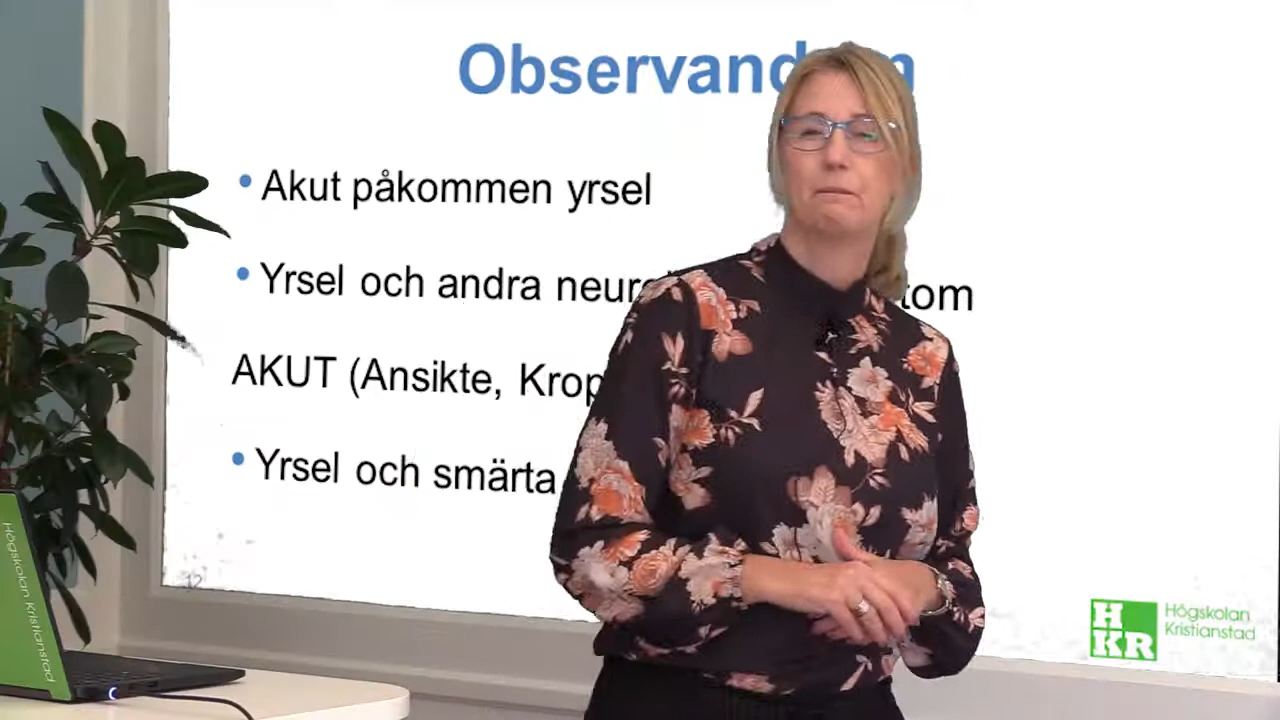 Observand
• Akut påkommen yrsel
• Yrsel och andra neuro tom
AKUT (Ansikte, Krop
• Yrsel och smärta
HKR Högskolan
Kristianstad
Högskolan Kristianstad